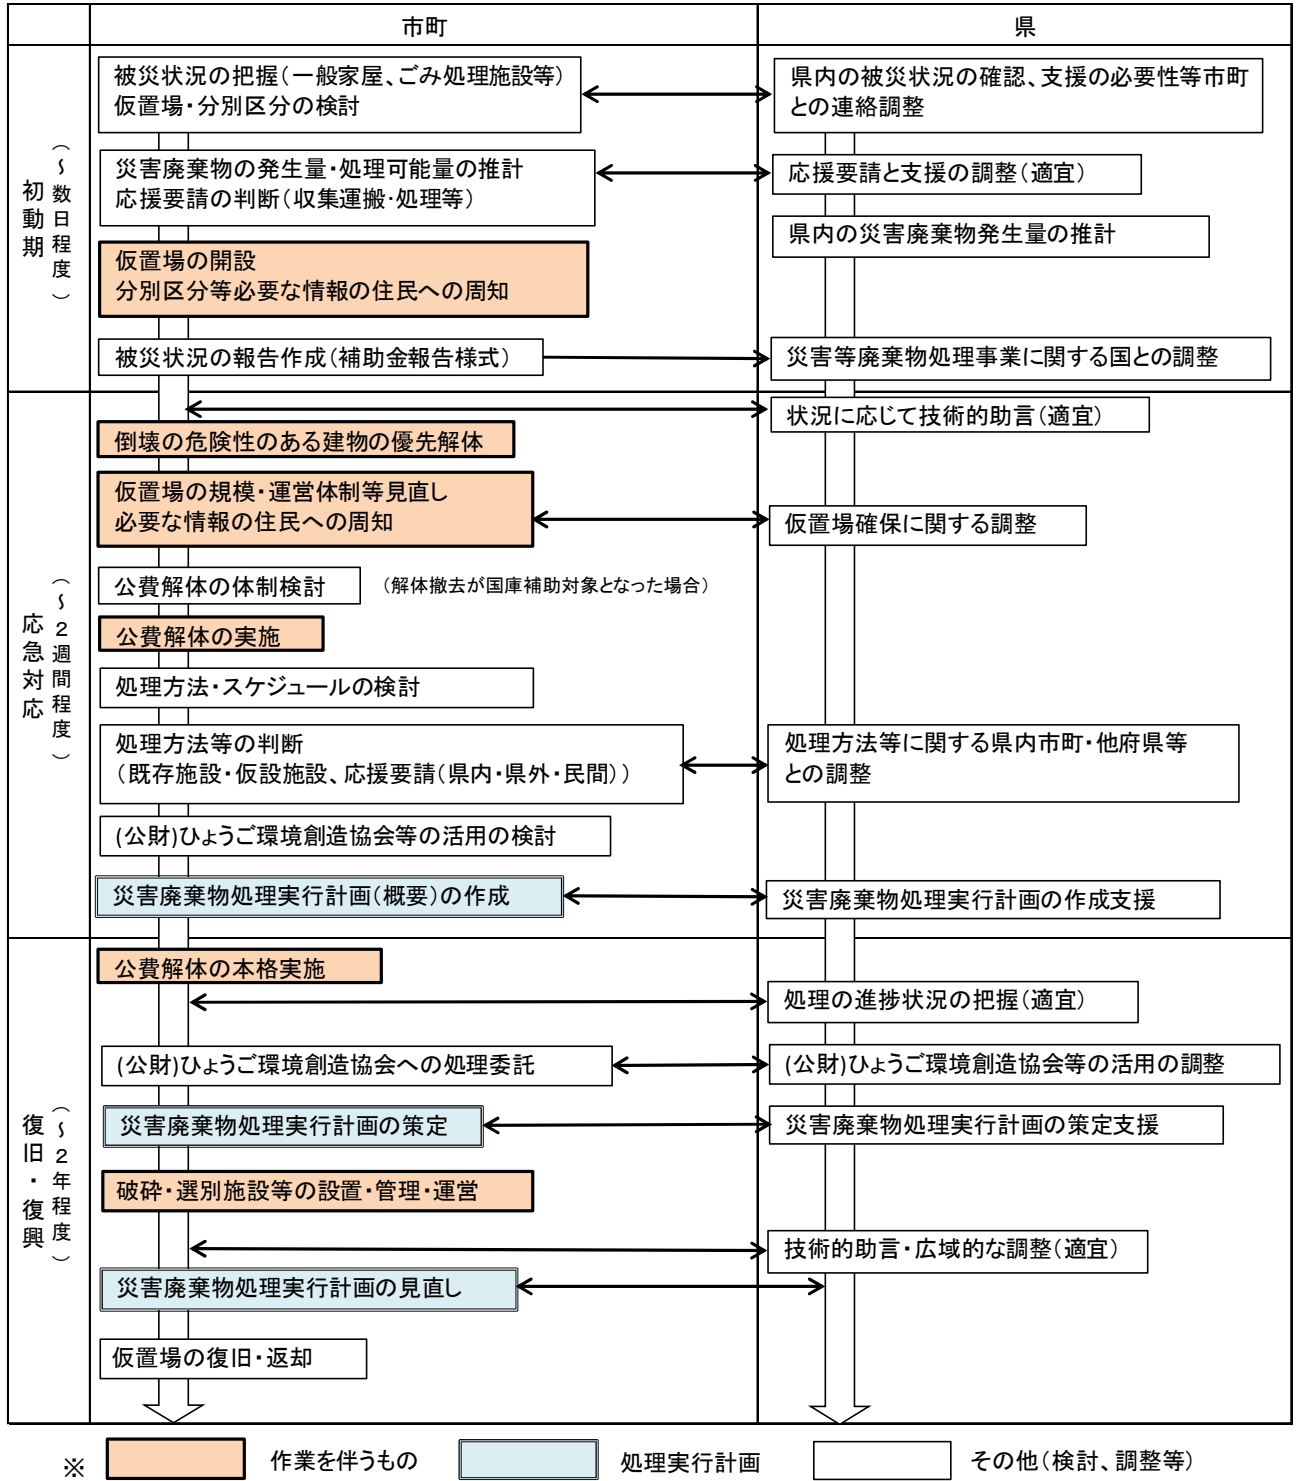 市町
県
初動期
（～数日程度）
被災状況の把握（一般家屋、ごみ処理施設等）
仮置場・分別区分の検討
県内の被災状況の確認、支援の必要性等市町
との連絡調整
災害廃棄物の発生量・処理可能量の推計
応援要請の判断（収集運搬・処理等）
応援要請と支援の調整（適宜）
県内の災害廃棄物発生量の推計
仮置場の開設
分別区分等必要な情報の住民への周知
被災状況の報告作成（補助金報告様式）
災害等廃棄物処理事業に関する国との調整
応急対応
（～２週間程度）
状況に応じて技術的助言（適宜）
倒壊の危険性のある建物の優先解体
仮置場の規模・運営体制等見直し
必要な情報の住民への周知
仮置場確保に関する調整
公費解体の体制検討
（解体撤去が国庫補助対象となった場合）
公費解体の実施
処理方法・スケジュールの検討
処理方法等の判断
（既存施設・仮設施設、応援要請（県内・県外・民間））
処理方法等に関する県内市町・他府県等
との調整
(公財)ひょうご環境創造協会等の活用の検討
災害廃棄物処理実行計画（概要）の作成
災害廃棄物処理実行計画の作成支援
復旧・復興
（～２年程度）
公費解体の本格実施
処理の進捗状況の把握（適宜）
(公財)ひょうご環境創造協会への処理委託
(公財)ひょうご環境創造協会等の活用の調整
災害廃棄物処理実行計画の策定
災害廃棄物処理実行計画の策定支援
破砕・選別施設等の設置・管理・運営
技術的助言・広域的な調整（適宜）
災害廃棄物処理実行計画の見直し
仮置場の復旧・返却
※ 作業を伴うもの 処理実行計画 その他（検討、調整等）